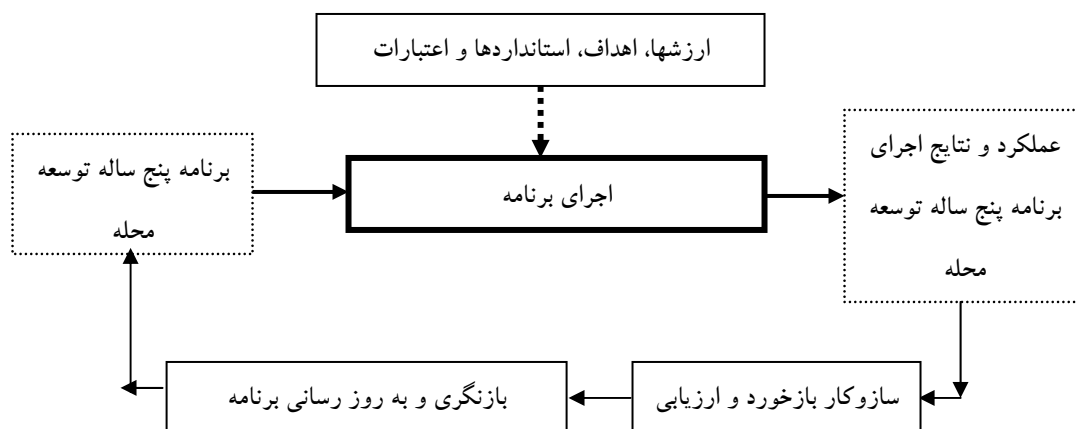 ارزشها، اهداف، استانداردها و اعتبارات
عملکرد و نتایج اجرای
برنامه پنج ساله توسعه
محله
اجرای برنامه
برنامه پنج ساله توسعه
محله
سازوکار بازخورد و ارزیابی
بازنگری و به روز رسانی برنامه